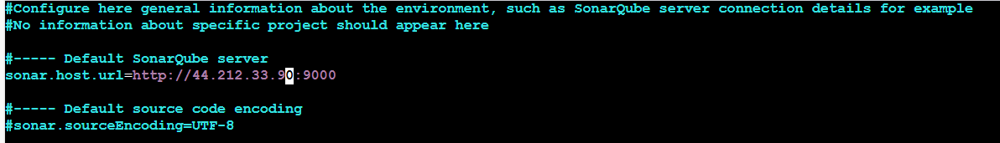 #Configure here general information about the environment, such as SonarQube server connection details for example
#No information about specific project should appear here
#----- Default SonarQube server
sonar.host.url=http://44.212.33.90:9000
#----- Default source code encoding
#sonar.sourceEncoding=UTF-8